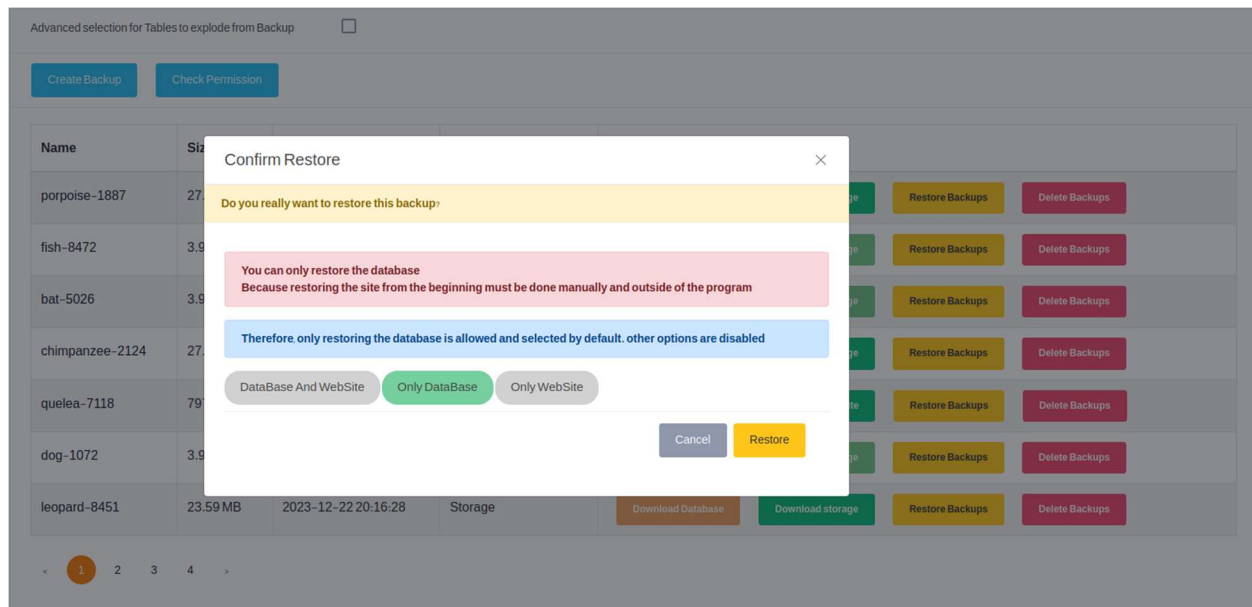 Advanced selection for Tables to explode from Backup
Create Backup Check Permission
Name
porpoise-1887 Restore Backups Delete Backups
fish-8472 Restore Backups Delete Backups
bat-5026 Restore Backups Delete Backups
chimpanzee-2124 Restore Backups Delete Backups
quelea-7118 Restore Backups Delete Backups
dog-1072 Restore Backups Delete Backups
leopard-8451 23.59 MB 2023-12-22 20:16:28 Storage Download Database Download storage Restore Backups Delete Backups
< 1 2 3 4 >
Confirm Restore ×
Do you really want to restore this backup?
You can only restore the database
Because restoring the site from the beginning must be done manually and outside of the program
Therefore, only restoring the database is allowed and selected by default. other options are disabled
DataBase And WebSite Only DataBase Only WebSite
Cancel Restore